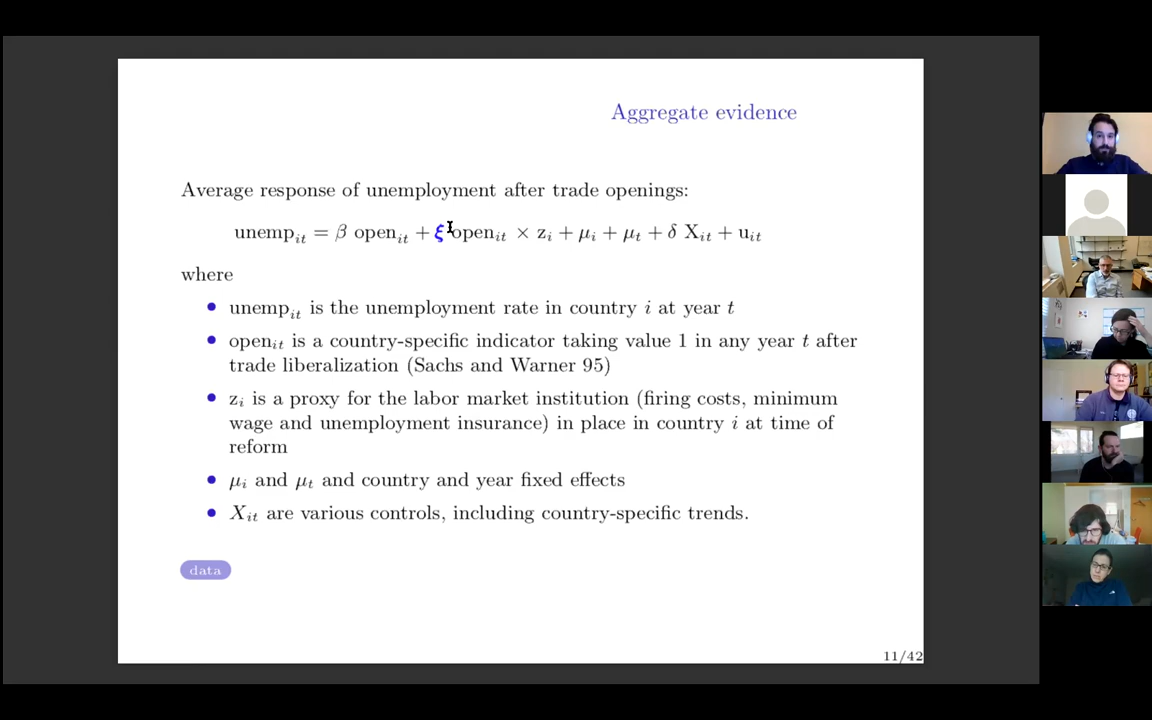 Aggregate evidence
Average response of unemployment after trade openings:
unemp_it = β open_it + ξ open_it × z_i + μ_i + μ_t + δ X_it + u_it
where
• unemp_it is the unemployment rate in country i at year t
• open_it is a country-specific indicator taking value 1 in any year t after
trade liberalization (Sachs and Warner 95)
• z_i is a proxy for the labor market institution (firing costs, minimum
wage and unemployment insurance) in place in country i at time of
reform
• μ_i and μ_t and country and year fixed effects
• X_it are various controls, including country-specific trends.
data
11/42